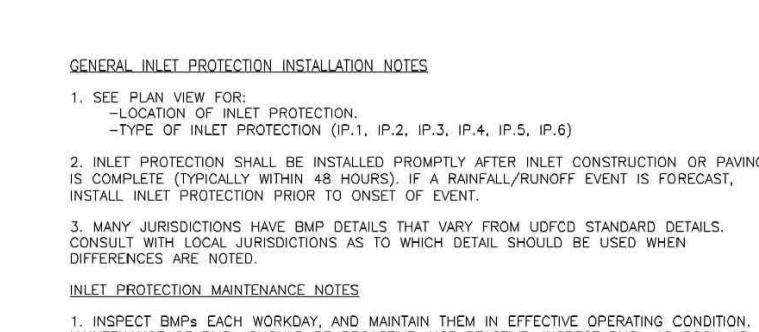 GENERAL INLET PROTECTION INSTALLATION NOTES
1. SEE PLAN VIEW FOR:
-LOCATION OF INLET PROTECTION.
-TYPE OF INLET PROTECTION (IP.1, IP.2, IP.3, IP.4, IP.5, IP.6)
2. INLET PROTECTION SHALL BE INSTALLED PROMPTLY AFTER INLET CONSTRUCTION OR PAVING
IS COMPLETE (TYPICALLY WITHIN 48 HOURS). IF A RAINFALL/RUNOFF EVENT IS FORECAST,
INSTALL INLET PROTECTION PRIOR TO ONSET OF EVENT.
3. MANY JURISDICTIONS HAVE BMP DETAILS THAT VARY FROM UDFCD STANDARD DETAILS.
CONSULT WITH LOCAL JURISDICTIONS AS TO WHICH DETAIL SHOULD BE USED WHEN
DIFFERENCES ARE NOTED.
INLET PROTECTION MAINTENANCE NOTES
1. INSPECT BMPs EACH WORKDAY, AND MAINTAIN THEM IN EFFECTIVE OPERATING CONDITION.